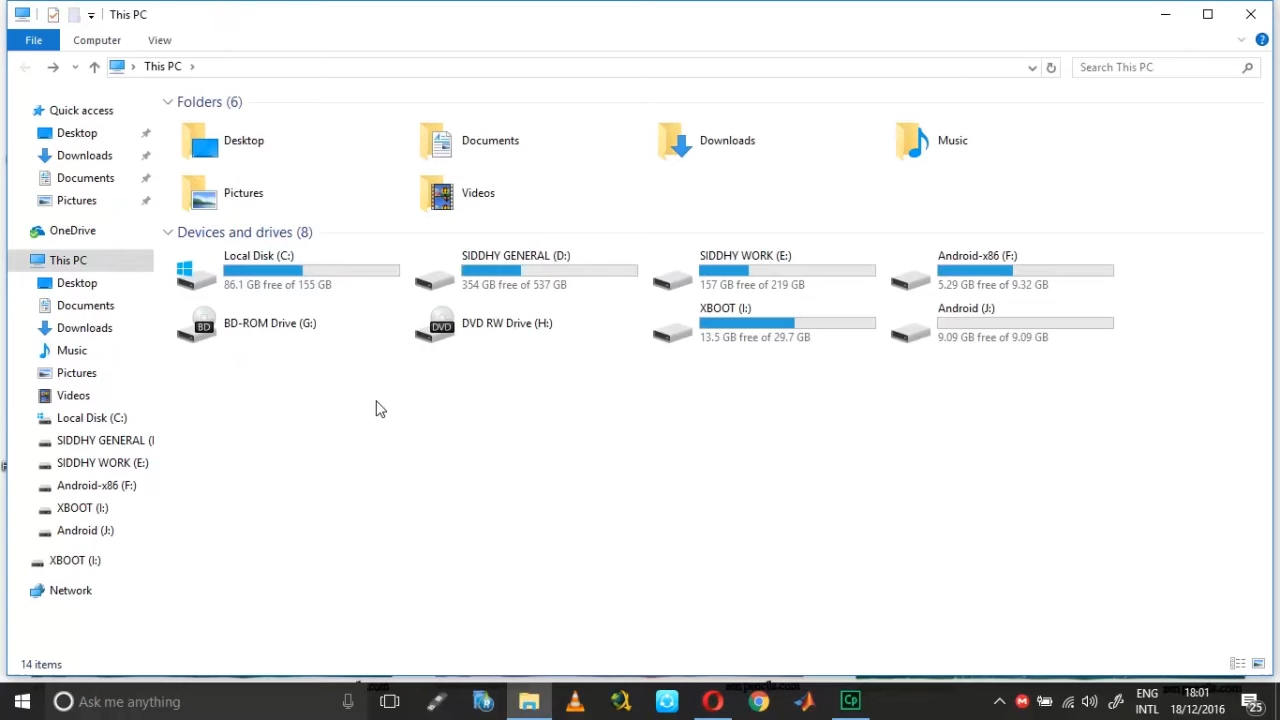 This PC
File
Computer
View
This PC
Search This PC
Quick access
Desktop
Downloads
Documents
Pictures
OneDrive
This PC
Desktop
Documents
Downloads
Music
Pictures
Videos
Local Disk (C:)
SIDDHY GENERAL (
SIDDHY WORK (E:)
Android-x86 (F:)
XBOOT (I:)
Android (J:)
XBOOT (I:)
Network
Folders (6)
Desktop
Documents
Downloads
Music
Pictures
Videos
Devices and drives (8)
Local Disk (C:)
86.1 GB free of 155 GB
SIDDHY GENERAL (D:)
354 GB free of 537 GB
SIDDHY WORK (E:)
157 GB free of 219 GB
Android-x86 (F:)
5.29 GB free of 9.32 GB
BD
BD-ROM Drive (G:)
DVD
DVD RW Drive (H:)
XBOOT (I:)
13.5 GB free of 29.7 GB
Android (J:)
9.09 GB free of 9.09 GB
14 items
Ask me anything
Cp
ENG
INTL
18:01
18/12/2016
25